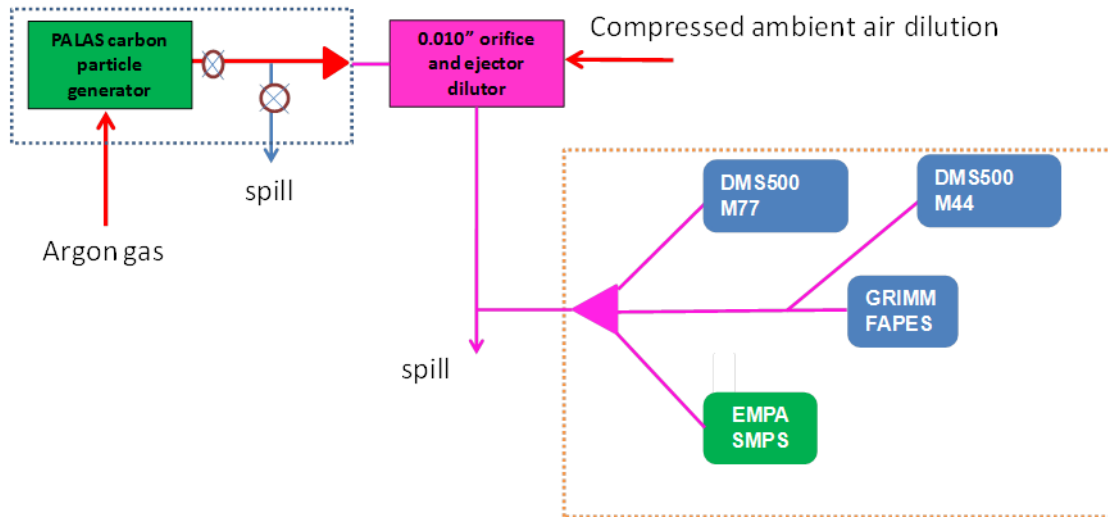 PALAS carbon
particle
generator
0.010” orifice
and ejector
dilutor
Compressed ambient air dilution
spill
Argon gas
DMS500
M77
DMS500
M44
GRIMM
FAPES
spill
EMPA
SMPS